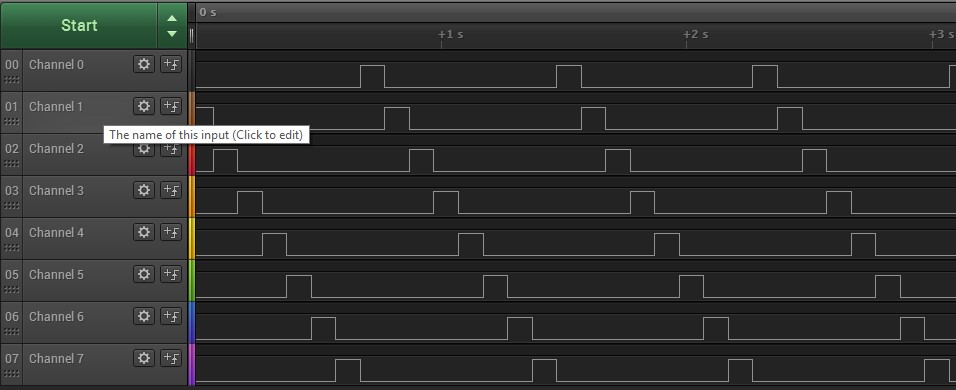 Start
0 s
+1 s
+2 s
+3 s
00 Channel 0
01 Channel 1
The name of this input (Click to edit)
02 Channel 2
03 Channel 3
04 Channel 4
05 Channel 5
06 Channel 6
07 Channel 7